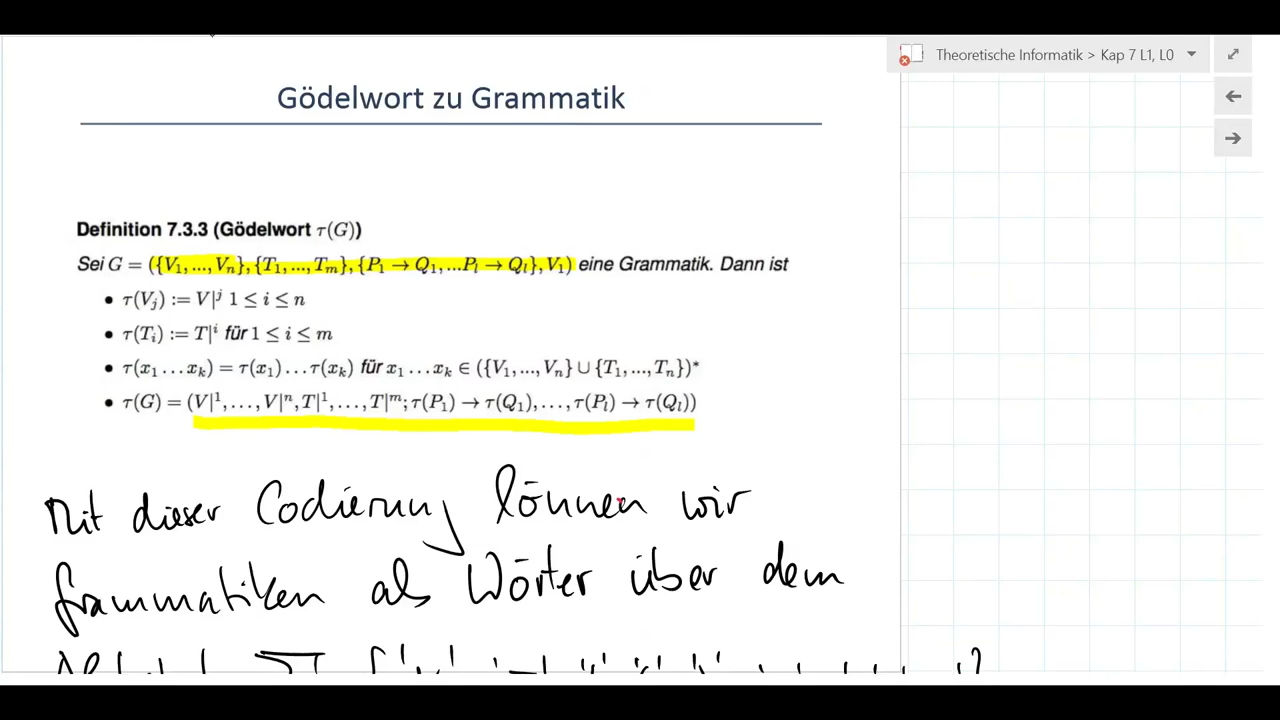 Theoretische Informatik > Kap 7 L1, L0
Gödelwort zu Grammatik
Definition 7.3.3 (Gödelwort τ(G))
Sei G = ({V₁, ..., Vₙ}, {T₁, ..., Tₘ}, {P₁ → Q₁, ...Pₗ → Qₗ}, V₁) eine Grammatik. Dann ist
• τ(Vⱼ) := V|ʲ 1 ≤ i ≤ n
• τ(Tᵢ) := T|ⁱ für 1 ≤ i ≤ m
• τ(x₁ . . . xₖ) = τ(x₁) . . . τ(xₖ) für x₁ . . . xₖ ∈ ({V₁, ..., Vₙ} ∪ {T₁, ..., Tₙ})*
• τ(G) = (V|¹, . . . , V|ⁿ, T|¹, . . . , T|ᵐ; τ(P₁) → τ(Q₁), . . . , τ(Pₗ) → τ(Qₗ))
Mit dieser Codierung können wir
Grammatiken als Wörter über dem